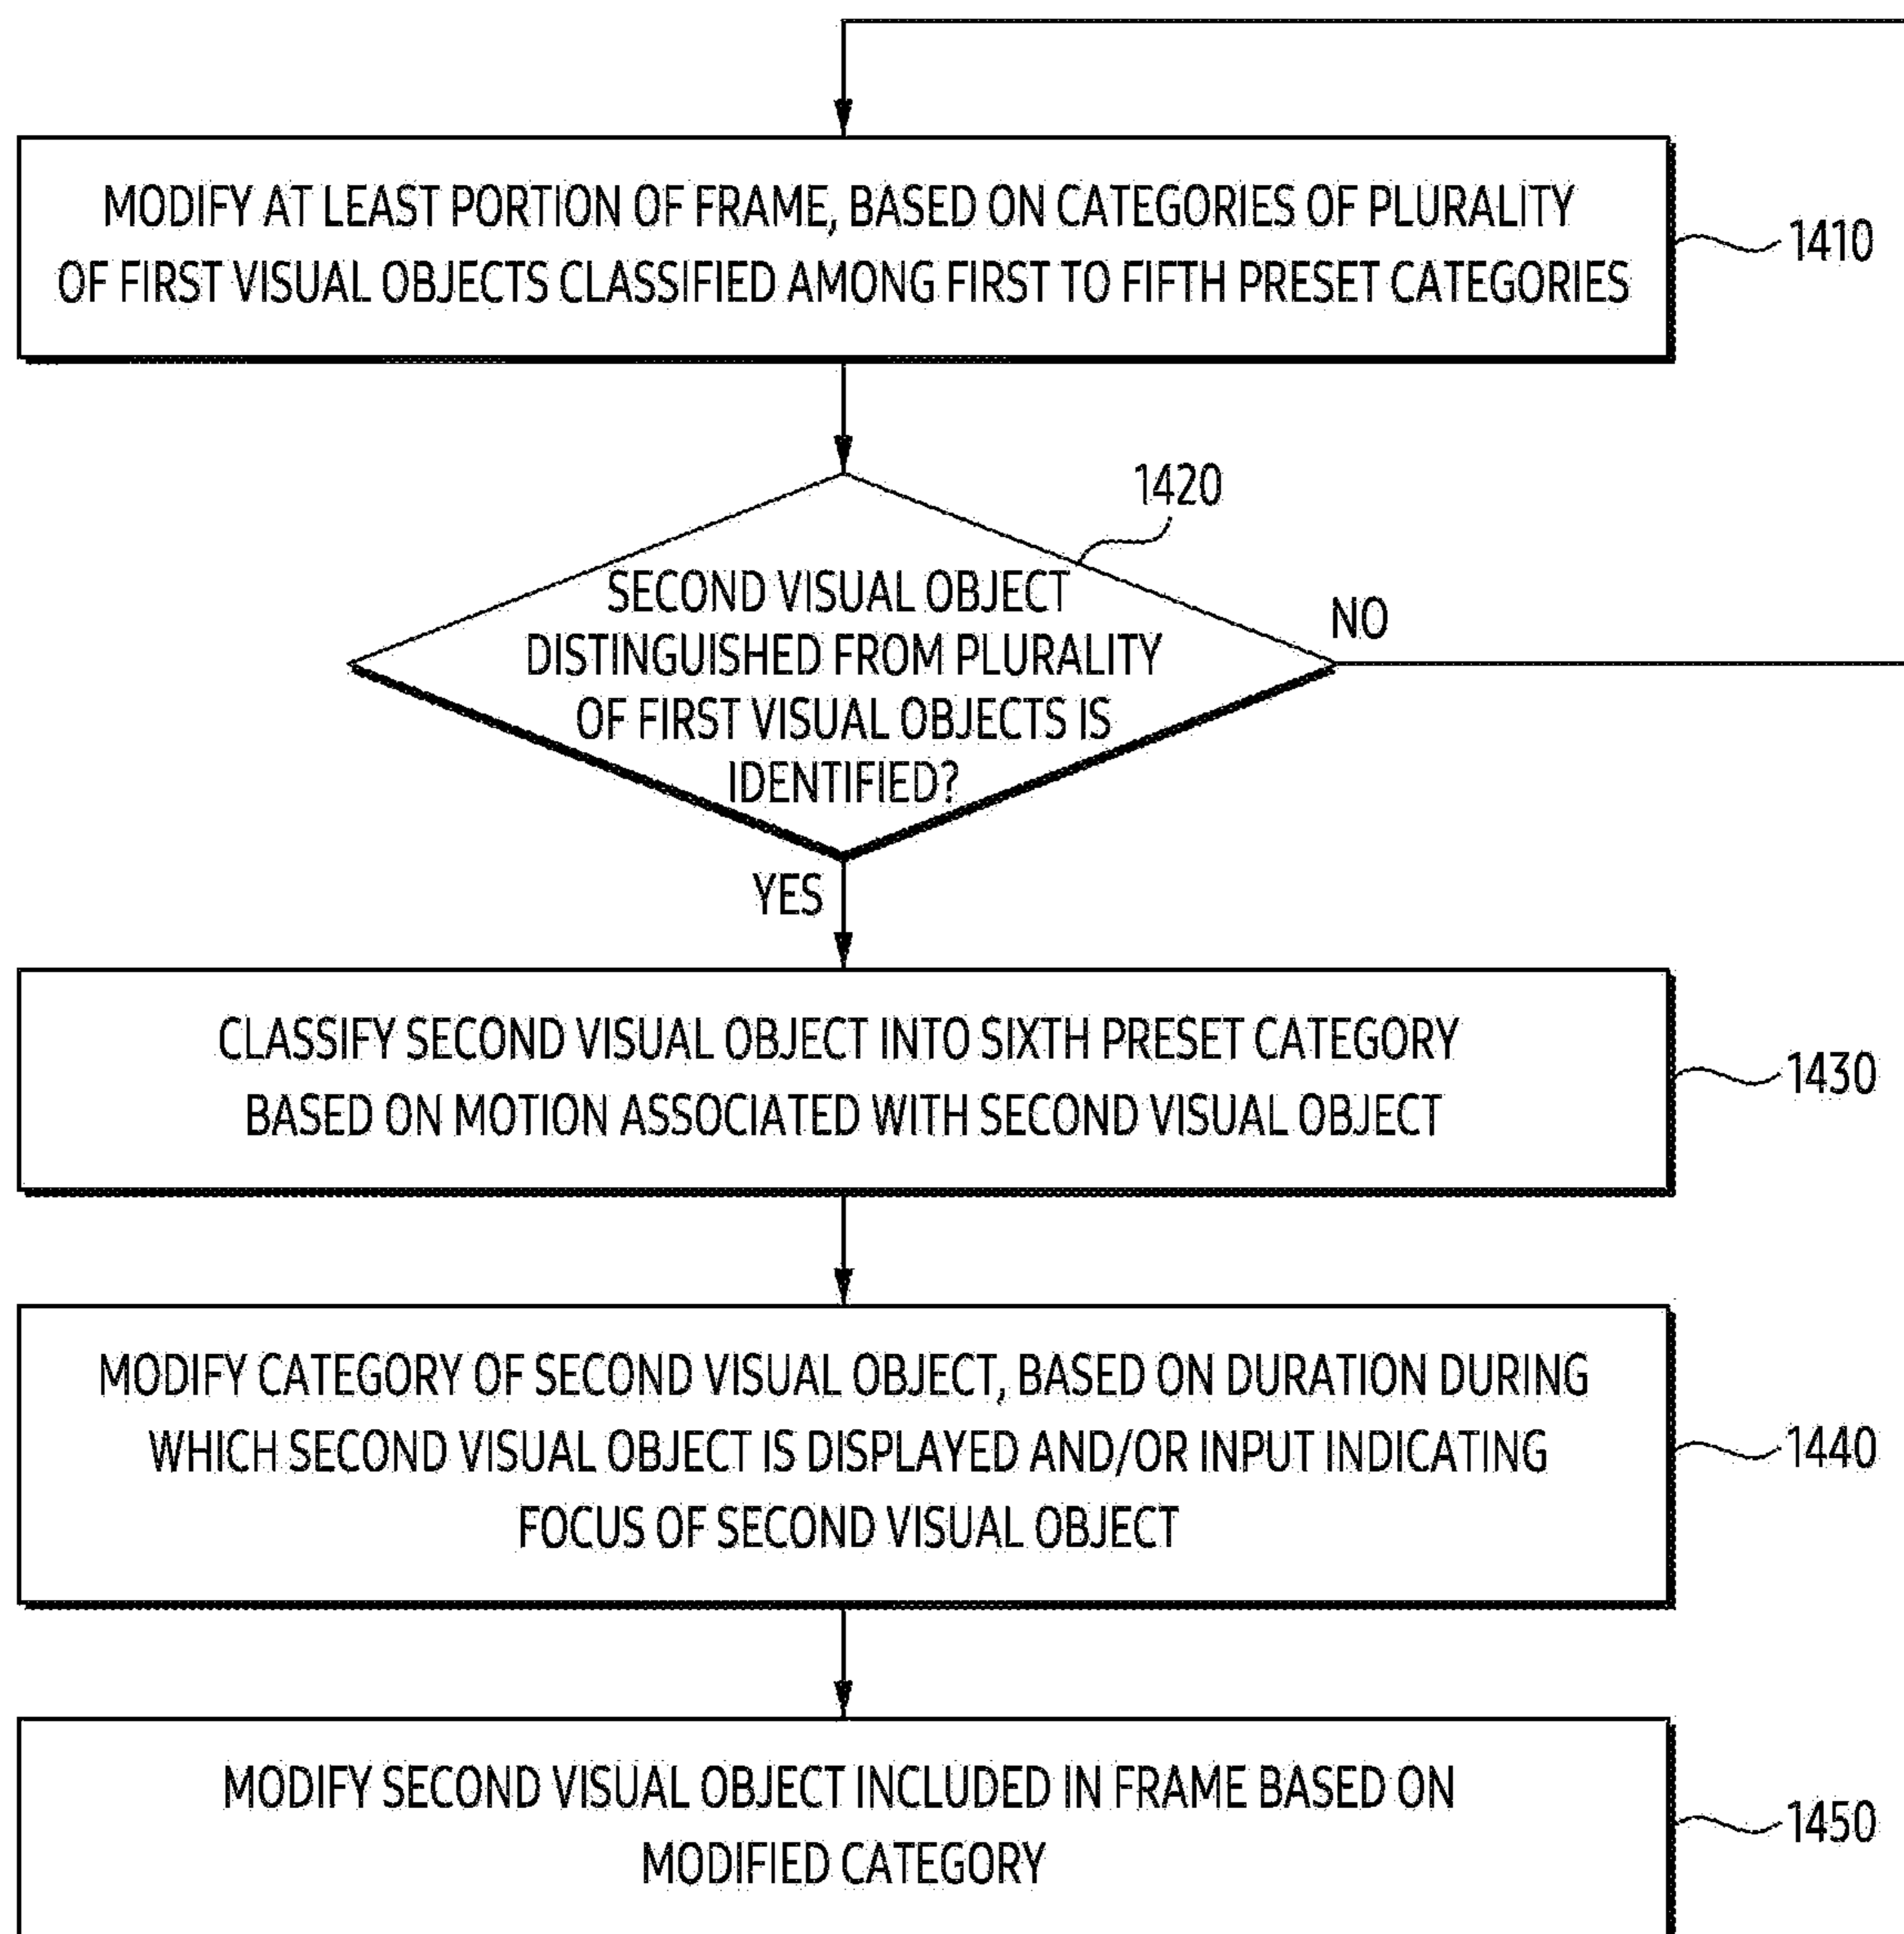 MODIFY AT LEAST PORTION OF FRAME, BASED ON CATEGORIES OF PLURALITY
OF FIRST VISUAL OBJECTS CLASSIFIED AMONG FIRST TO FIFTH PRESET CATEGORIES
1410
1420
SECOND VISUAL OBJECT
DISTINGUISHED FROM PLURALITY
OF FIRST VISUAL OBJECTS IS
IDENTIFIED?
NO
YES
CLASSIFY SECOND VISUAL OBJECT INTO SIXTH PRESET CATEGORY
BASED ON MOTION ASSOCIATED WITH SECOND VISUAL OBJECT
1430
MODIFY CATEGORY OF SECOND VISUAL OBJECT, BASED ON DURATION DURING
WHICH SECOND VISUAL OBJECT IS DISPLAYED AND/OR INPUT INDICATING
FOCUS OF SECOND VISUAL OBJECT
1440
MODIFY SECOND VISUAL OBJECT INCLUDED IN FRAME BASED ON
MODIFIED CATEGORY
1450